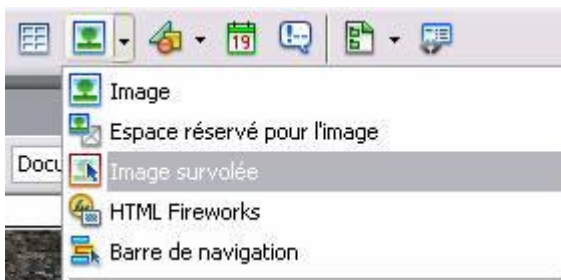 19
Image
Espace réservé pour l'image
Docu
Image survolée
HTML Fireworks
Barre de navigation